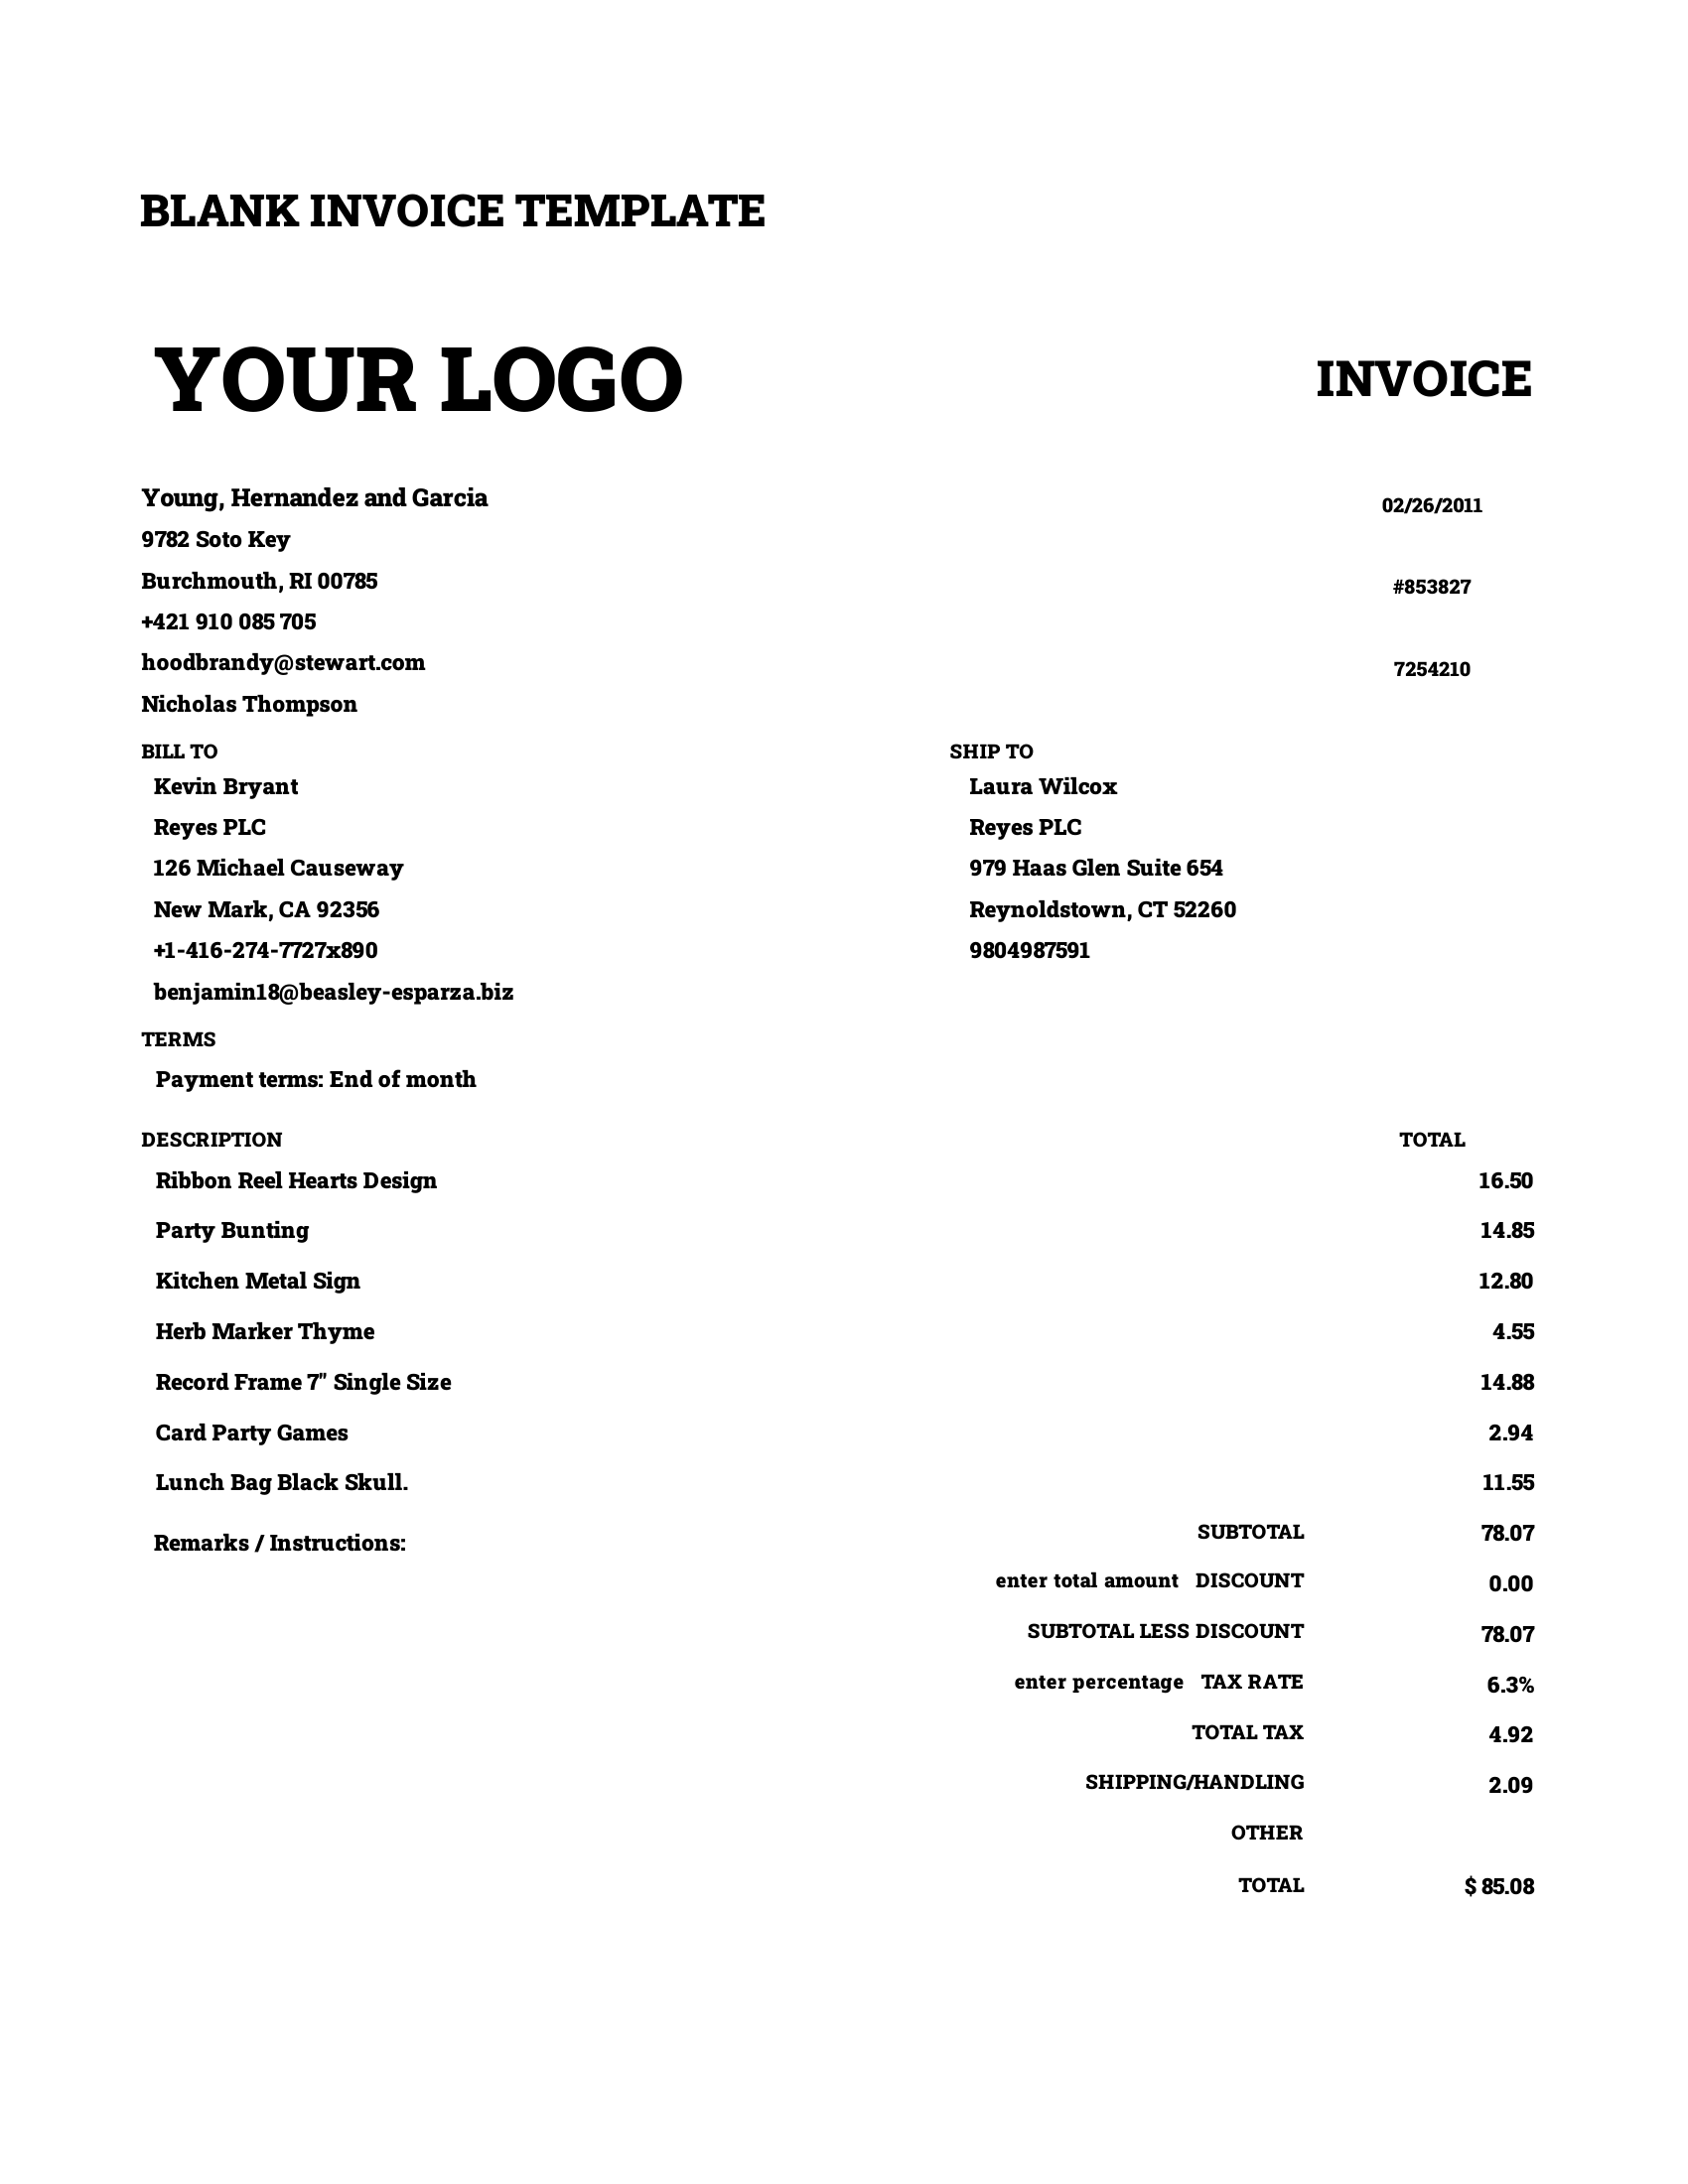 BLANK INVOICE TEMPLATE
YOUR LOGO INVOICE
Young, Hernandez and Garcia 02/26/2011
9782 Soto Key
Burchmouth, RI 00785 #853827
+421 910 085 705
hoodbrandy@stewart.com 7254210
Nicholas Thompson
BILL TO SHIP TO
Kevin Bryant Laura Wilcox
Reyes PLC Reyes PLC
126 Michael Causeway 979 Haas Glen Suite 654
New Mark, CA 92356 Reynoldstown, CT 52260
+1-416-274-7727x890 9804987591
benjamin18@beasley-esparza.biz
TERMS
Payment terms: End of month
DESCRIPTION TOTAL
Ribbon Reel Hearts Design 16.50
Party Bunting 14.85
Kitchen Metal Sign 12.80
Herb Marker Thyme 4.55
Record Frame 7" Single Size 14.88
Card Party Games 2.94
Lunch Bag Black Skull. 11.55
Remarks / Instructions: SUBTOTAL 78.07
enter total amount DISCOUNT 0.00
SUBTOTAL LESS DISCOUNT 78.07
enter percentage TAX RATE 6.3%
TOTAL TAX 4.92
SHIPPING/HANDLING 2.09
OTHER
TOTAL $ 85.08